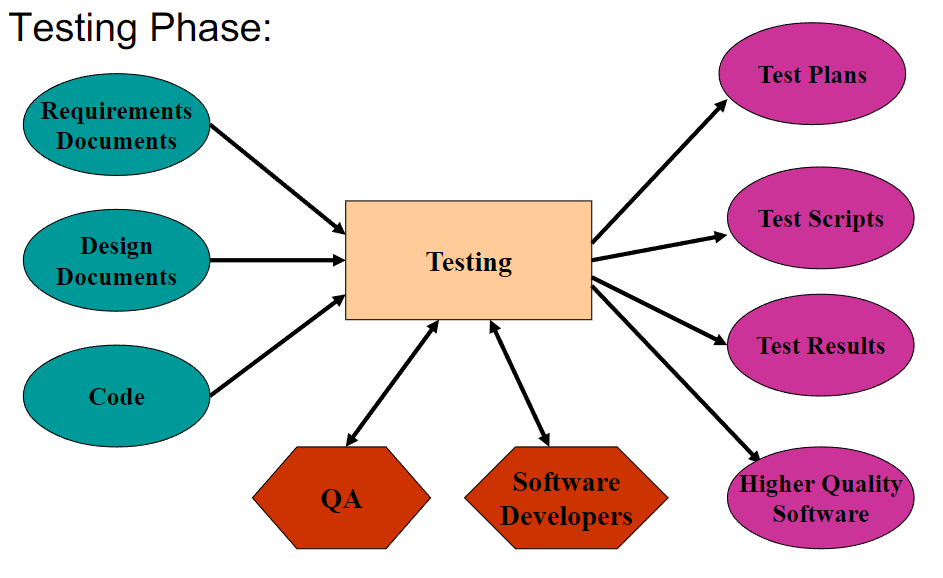 Testing Phase:
Requirements
Documents
Design
Documents
Code
Testing
QA
Software
Developers
Test Plans
Test Scripts
Test Results
Higher Quality
Software